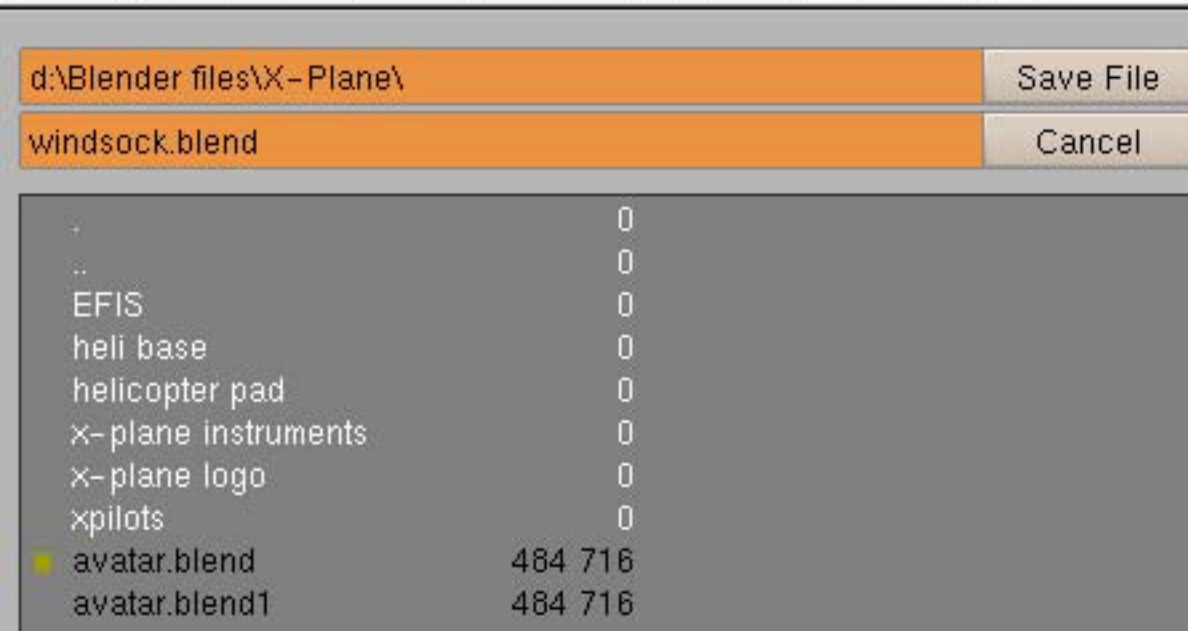 d:\Blender files\X-Plane\ Save File
windsock.blend Cancel
. 0
.. 0
EFIS 0
heli base 0
helicopter pad 0
x-plane instruments 0
x-plane logo 0
xpilots 0
avatar.blend 484 716
avatar.blend1 484 716